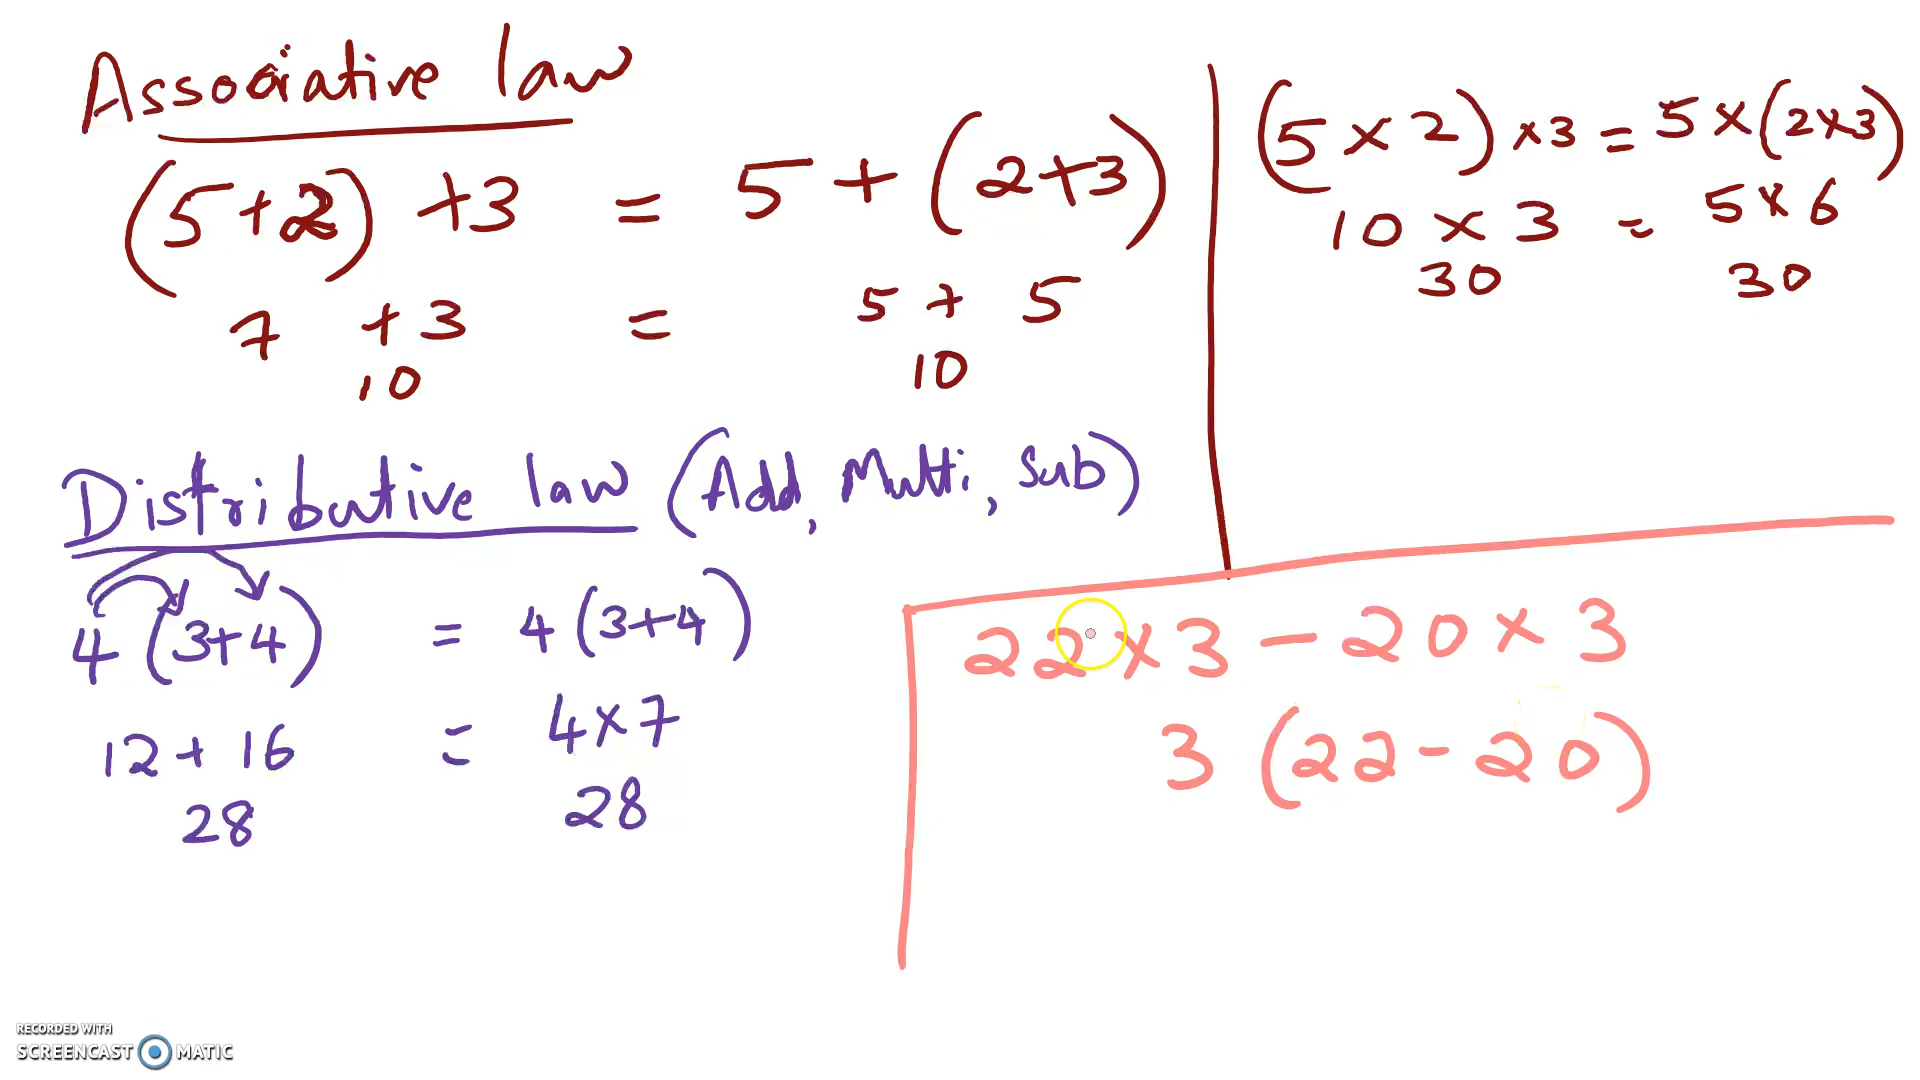 Associative law
(5+2) +3 = 5 + (2+3)
7 +3 = 5 + 5
10 10
(5 × 2) ×3 = 5 × (2×3)
10 × 3 = 5 × 6
30 30
Distributive law (Add, Multi, Sub)
4 (3+4) = 4 (3+4)
12 + 16 = 4×7
28 28
22 × 3 − 20 × 3
3 (22 − 20)
RECORDED WITH
SCREENCAST MATIC